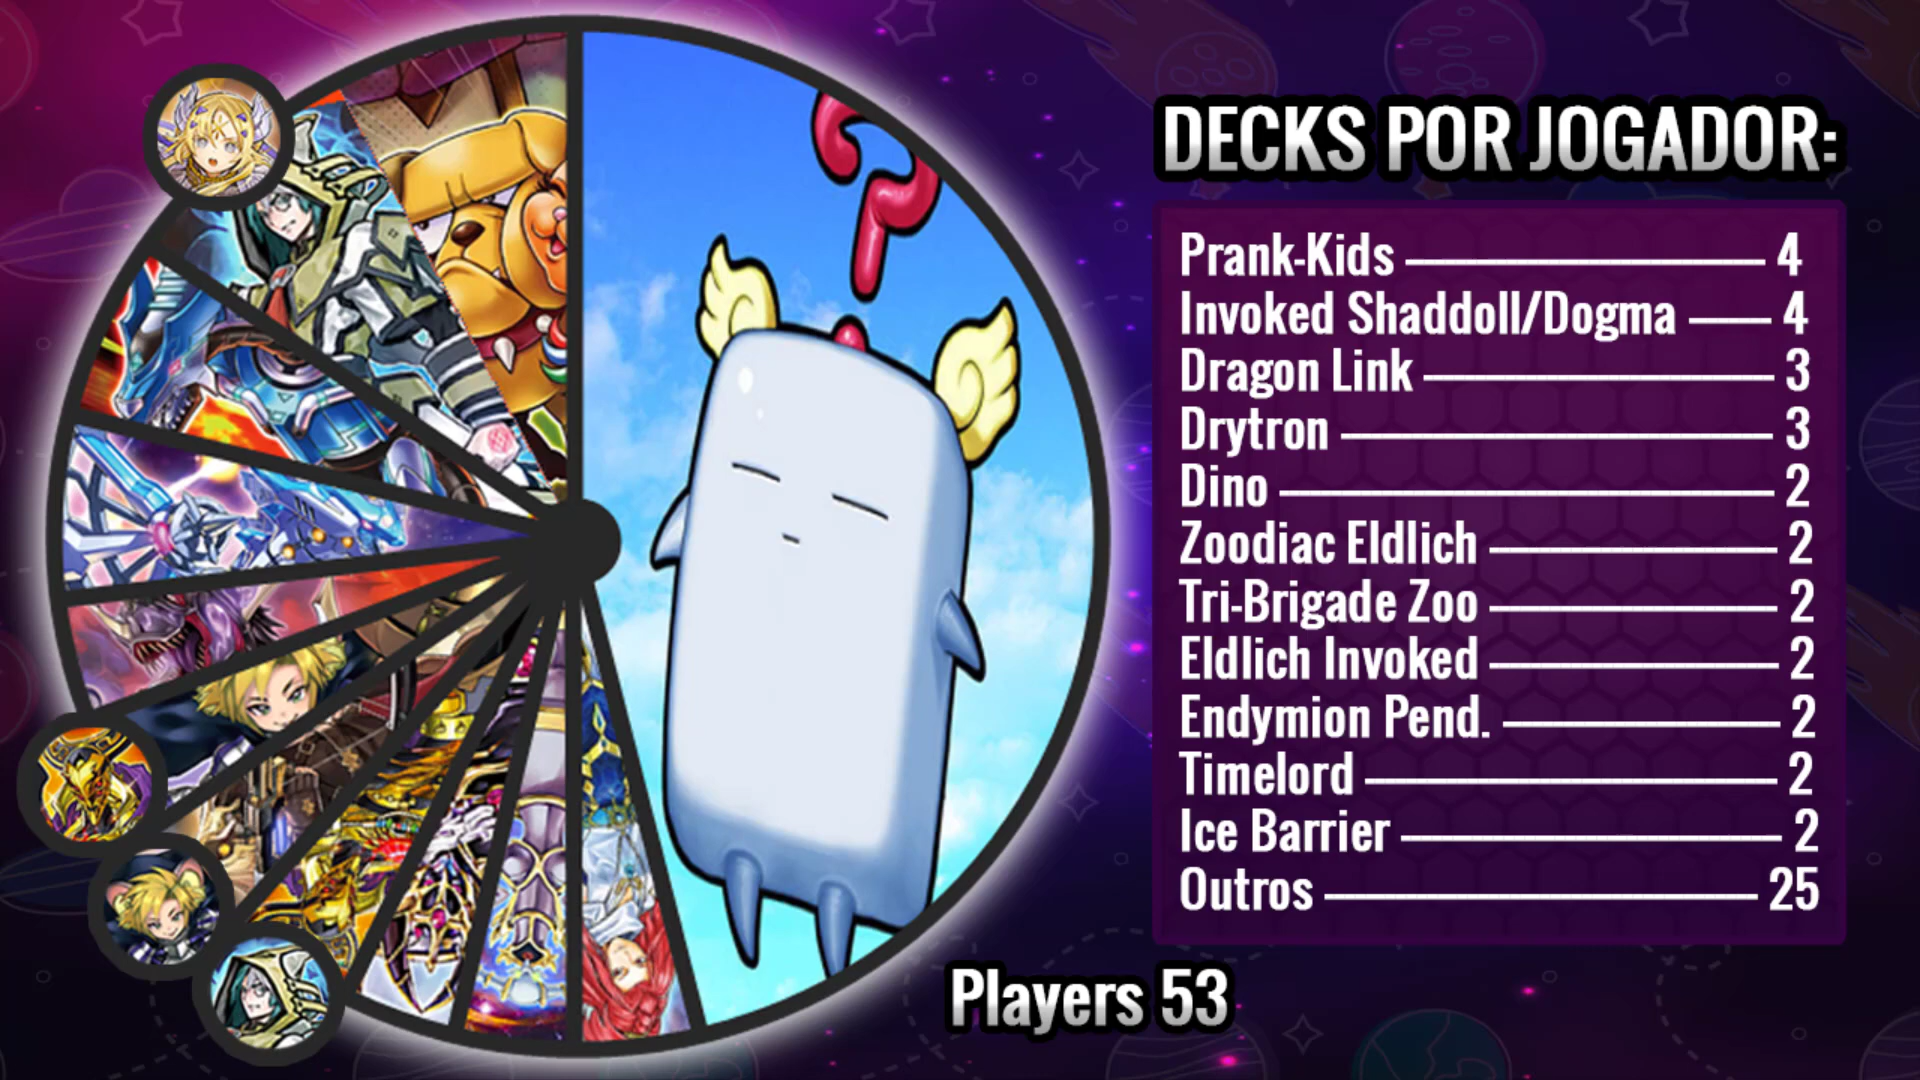 DECKS POR JOGADOR:
Prank-Kids 4
Invoked Shaddoll/Dogma 4
Dragon Link 3
Drytron 3
Dino 2
Zoodiac Eldlich 2
Tri-Brigade Zoo 2
Eldlich Invoked 2
Endymion Pend. 2
Timelord 2
Ice Barrier 2
Outros 25
Players 53